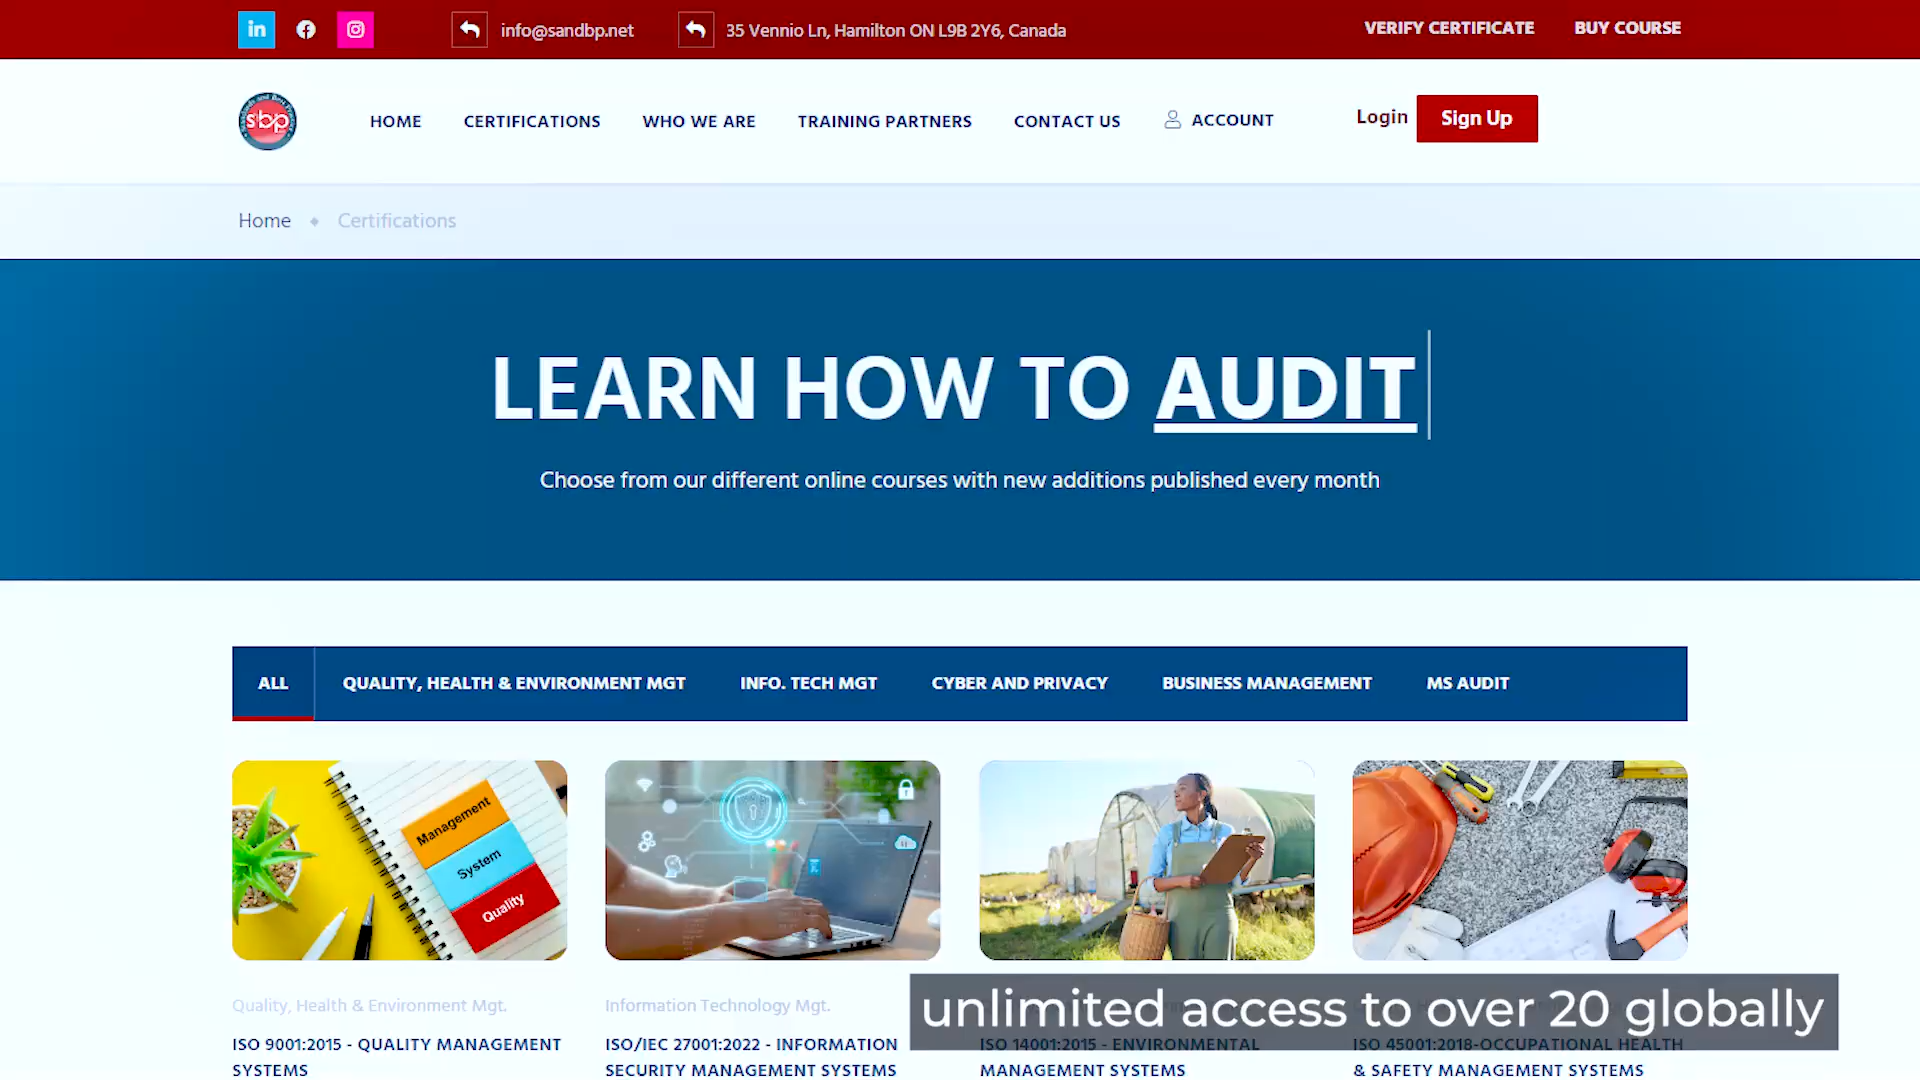 info@sandbp.net
35 Vennio Ln, Hamilton ON L9B 2Y6, Canada
VERIFY CERTIFICATE
BUY COURSE
sbp
HOME
CERTIFICATIONS
WHO WE ARE
TRAINING PARTNERS
CONTACT US
ACCOUNT
Login
Sign Up
Home
Certifications
LEARN HOW TO AUDIT
Choose from our different online courses with new additions published every month
ALL
QUALITY, HEALTH & ENVIRONMENT MGT
INFO. TECH MGT
CYBER AND PRIVACY
BUSINESS MANAGEMENT
MS AUDIT
Management
System
Quality
Quality, Health & Environment Mgt.
Information Technology Mgt.
unlimited access to over 20 globally
ISO 9001:2015 - QUALITY MANAGEMENT
SYSTEMS
ISO/IEC 27001:2022 - INFORMATION
SECURITY MANAGEMENT SYSTEMS
ISO 14001:2015 - ENVIRONMENTAL
MANAGEMENT SYSTEMS
ISO 45001:2018-OCCUPATIONAL HEALTH
& SAFETY MANAGEMENT SYSTEMS